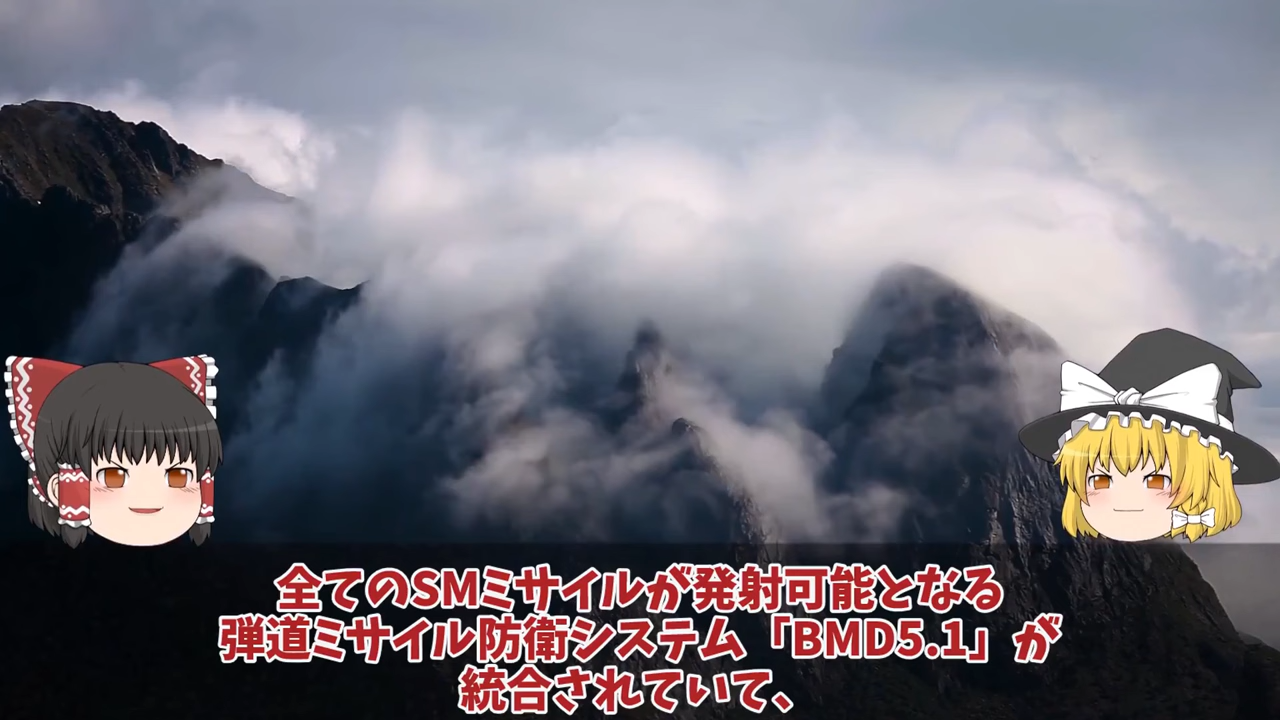 全てのSMミサイルが発射可能となる
弾道ミサイル防衛システム「BMD5.1」が
統合されていて、